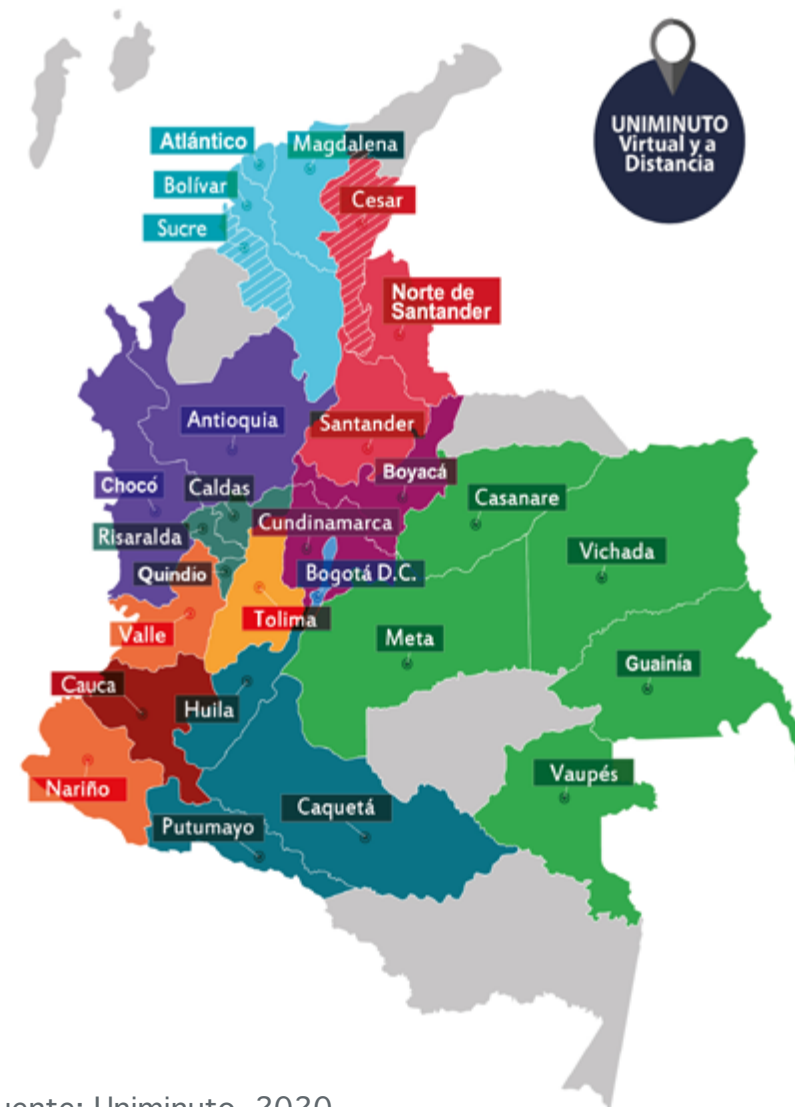 UNIMINUTO
Virtual y a
Distancia
Atlántico
Magdalena
Bolívar
Cesar
Sucre
Norte de
Santander
Antioquia
Santander
Boyacá
Chocó
Caldas
Casanare
Cundinamarca
Risaralda
Vichada
Quindío
Bogotá D.C.
Tolima
Valle
Meta
Guainía
Cauca
Huila
Vaupés
Nariño
Caquetá
Putumayo
uente: Uniminuto, 2020